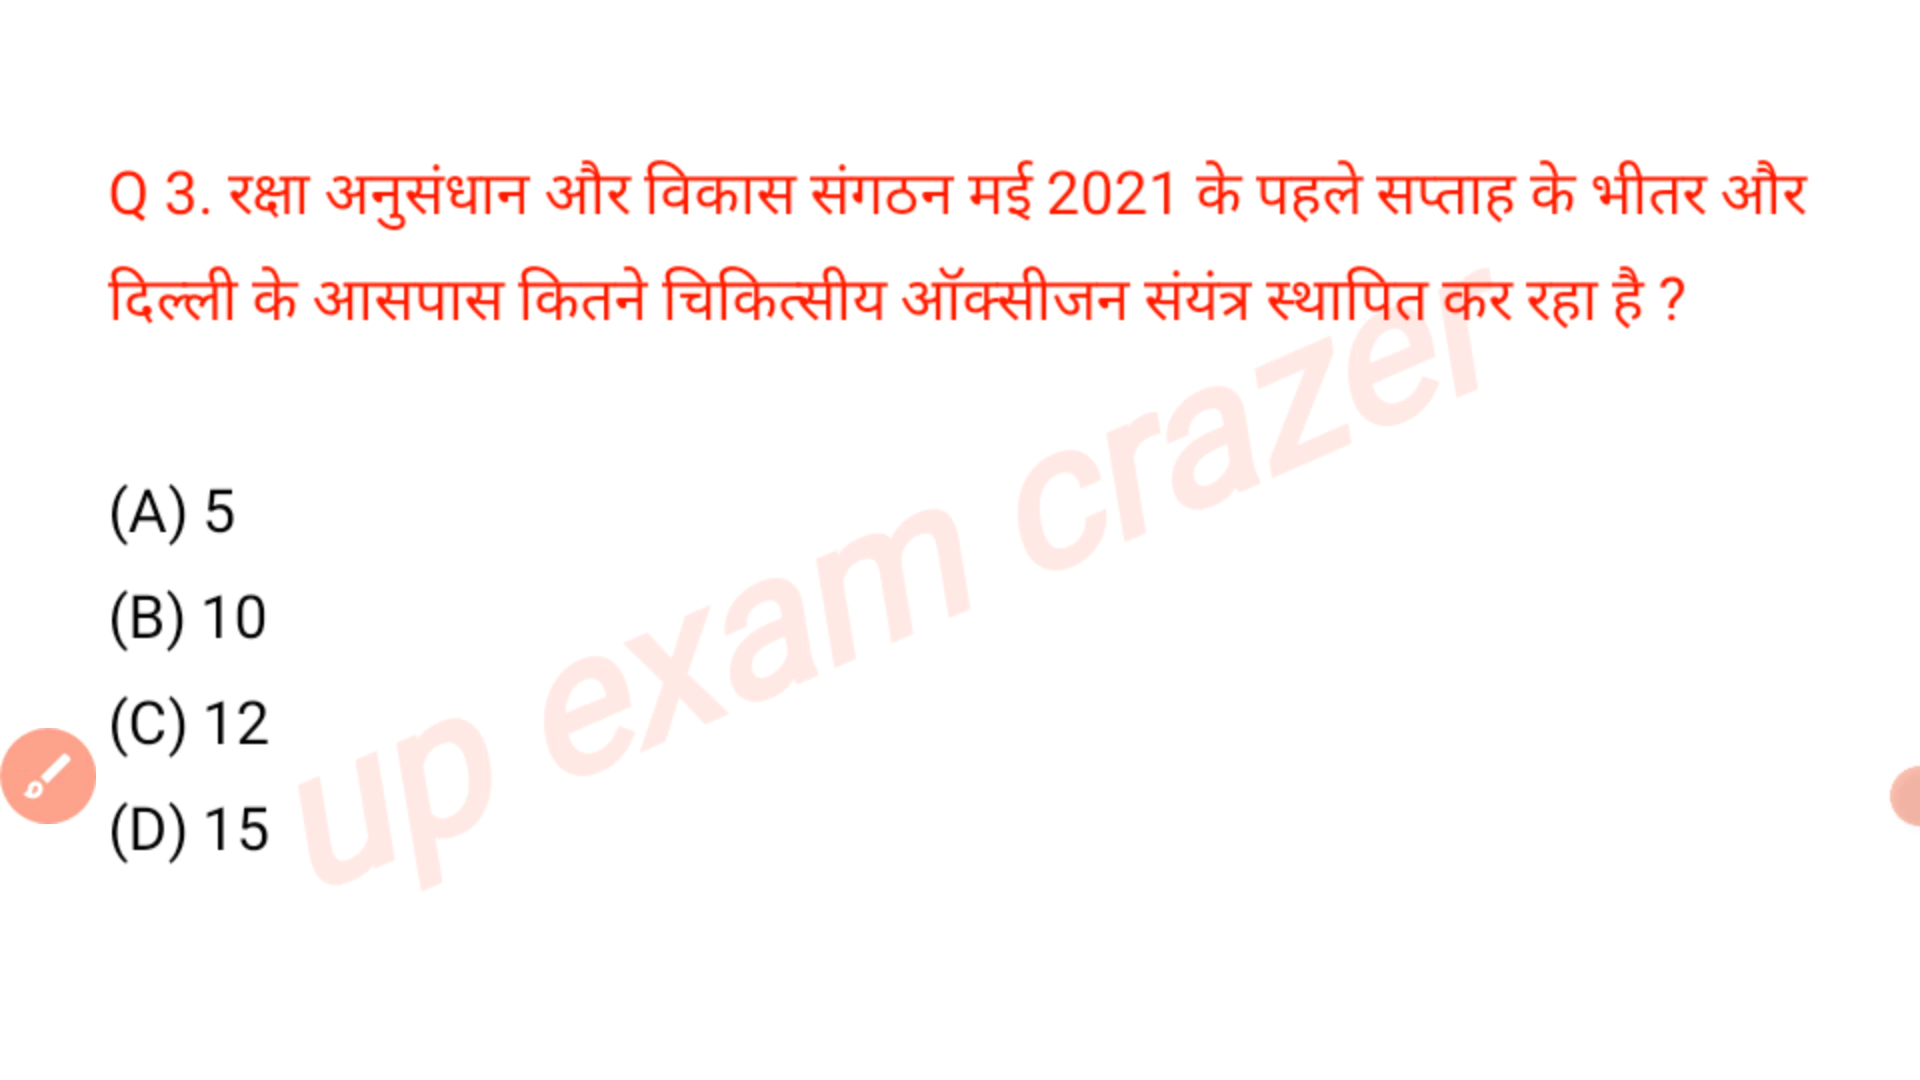 Q 3. रक्षा अनुसंधान और विकास संगठन मई 2021 के पहले सप्ताह के भीतर और
दिल्ली के आसपास कितने चिकित्सीय ऑक्सीजन संयंत्र स्थापित कर रहा है ?
(A) 5
(B) 10
(C) 12
(D) 15
up exam crazer